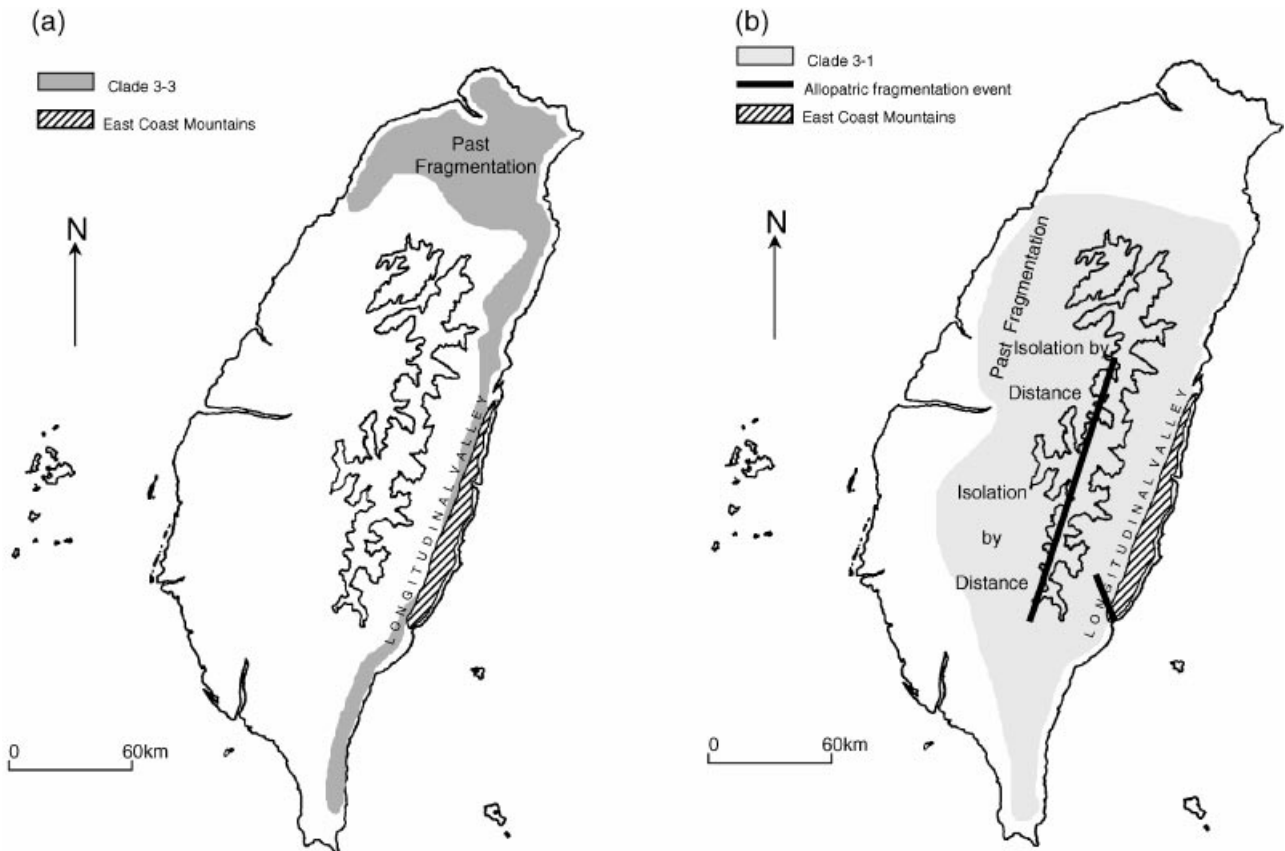 (a)
Clade 3-3
East Coast Mountains
Past
Fragmentation
N
LONGITUDINAL VALLEY
0 60km
(b)
Clade 3-1
Allopatric fragmentation event
East Coast Mountains
N
Past Fragmentation
Isolation by
Distance
Isolation
by
Distance
LONGITUDINAL VALLEY
0 60km